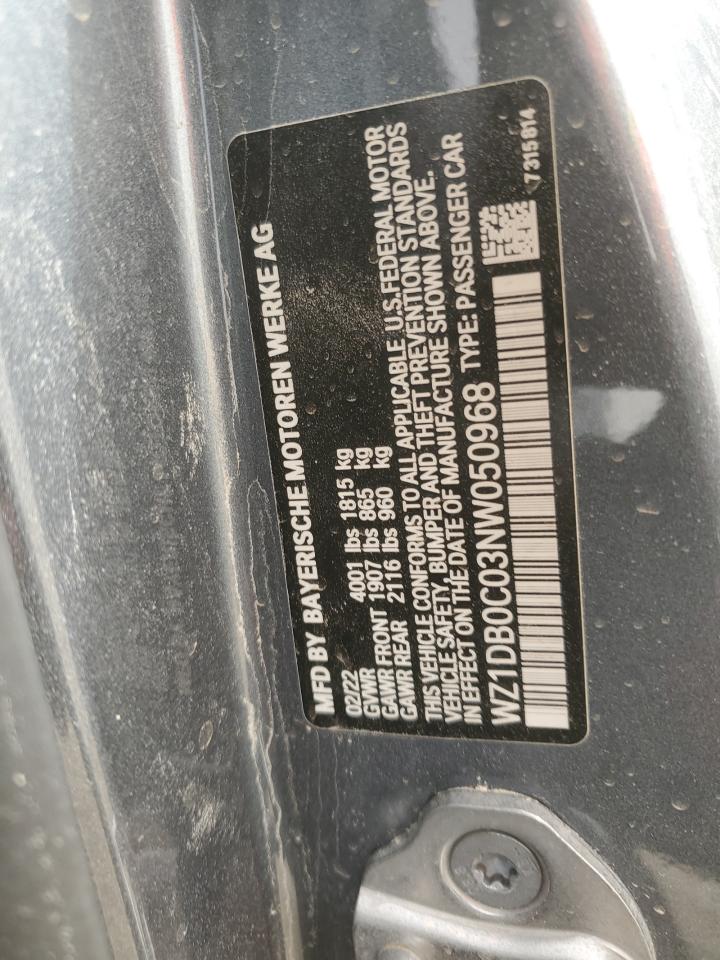 MFD BY BAYERISCHE MOTOREN WERKE AG
02/22
GVWR 4001 lbs 1815 kg
GAWR FRONT 1907 lbs 865 kg
GAWR REAR 2116 lbs 960 kg
THIS VEHICLE CONFORMS TO ALL APPLICABLE U.S.FEDERAL MOTOR
VEHICLE SAFETY, BUMPER AND THEFT PREVENTION STANDARDS
IN EFFECT ON THE DATE OF MANUFACTURE SHOWN ABOVE.
WZ1DB0C03NW050968 TYPE: PASSENGER CAR
7315814